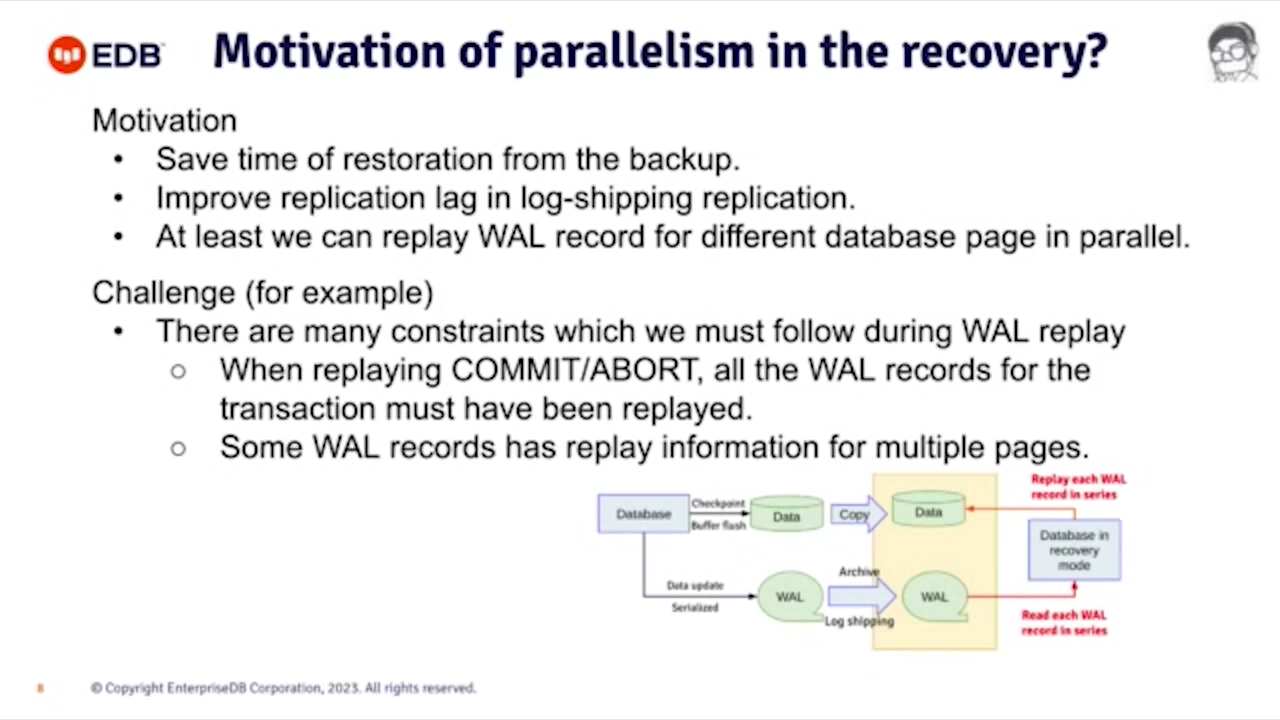 EDB
Motivation of parallelism in the recovery?
Motivation
• Save time of restoration from the backup.
• Improve replication lag in log-shipping replication.
• At least we can replay WAL record for different database page in parallel.
Challenge (for example)
• There are many constraints which we must follow during WAL replay
○ When replaying COMMIT/ABORT, all the WAL records for the
transaction must have been replayed.
○ Some WAL records has replay information for multiple pages.
Database
Checkpoint
Buffer flush
Data
Copy
Data
Replay each WAL
record in series
Database in
recovery
mode
Data update
Serialized
WAL
Archive
Log shipping
WAL
Read each WAL
record in series
8
© Copyright EnterpriseDB Corporation, 2023. All rights reserved.